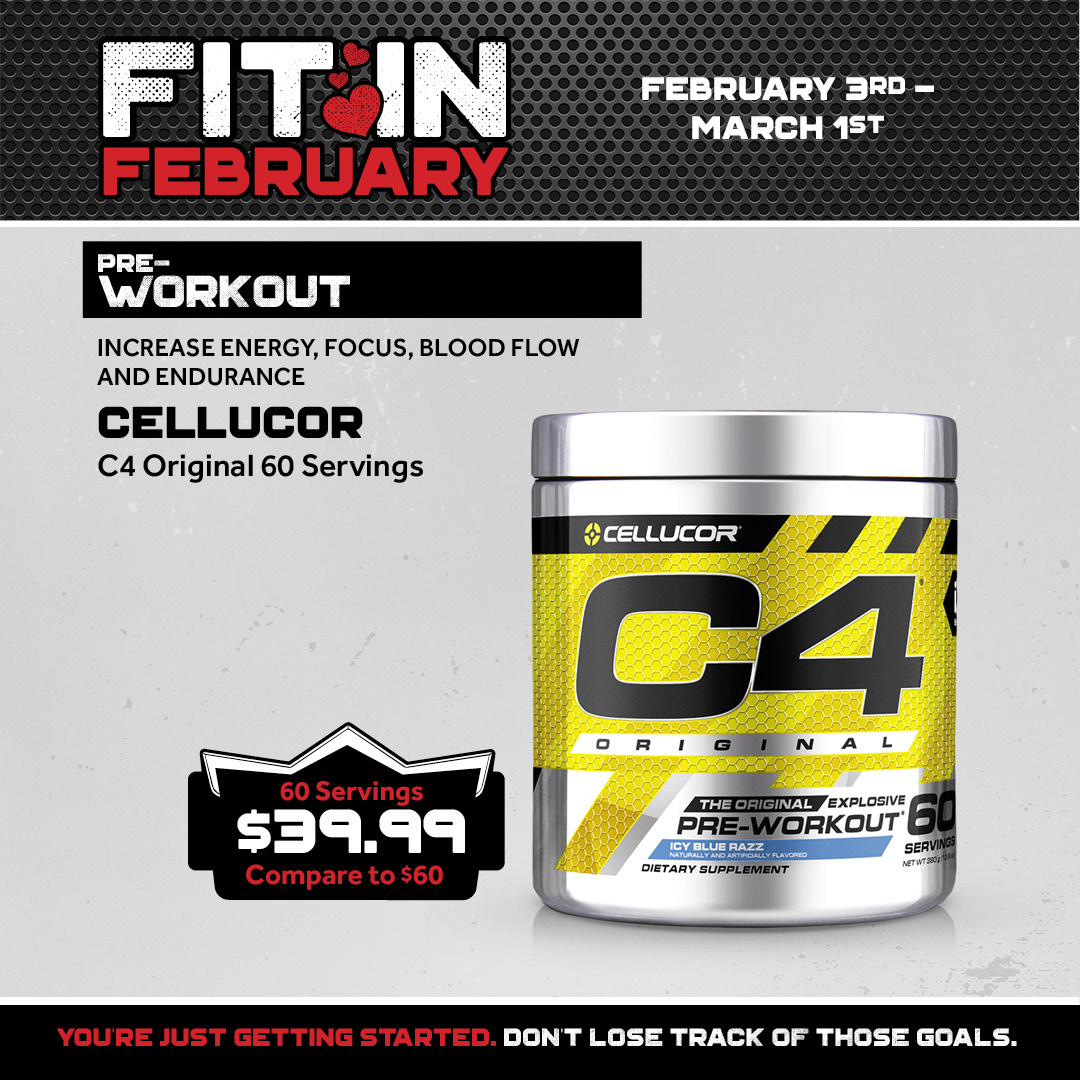 FIT IN
FEBRUARY
FEBRUARY 3RD –
MARCH 1ST
PRE-
WORKOUT
INCREASE ENERGY, FOCUS, BLOOD FLOW
AND ENDURANCE
CELLUCOR
C4 Original 60 Servings
CELLUCOR®
C4®
ORIGINAL
THE ORIGINAL EXPLOSIVE
PRE-WORKOUT*
60
SERVINGS
ICY BLUE RAZZ
NATURALLY AND ARTIFICIALLY FLAVORED
NET WT 390g
DIETARY SUPPLEMENT
60 Servings
$39.99
Compare to $60
YOU'RE JUST GETTING STARTED. DON'T LOSE TRACK OF THOSE GOALS.